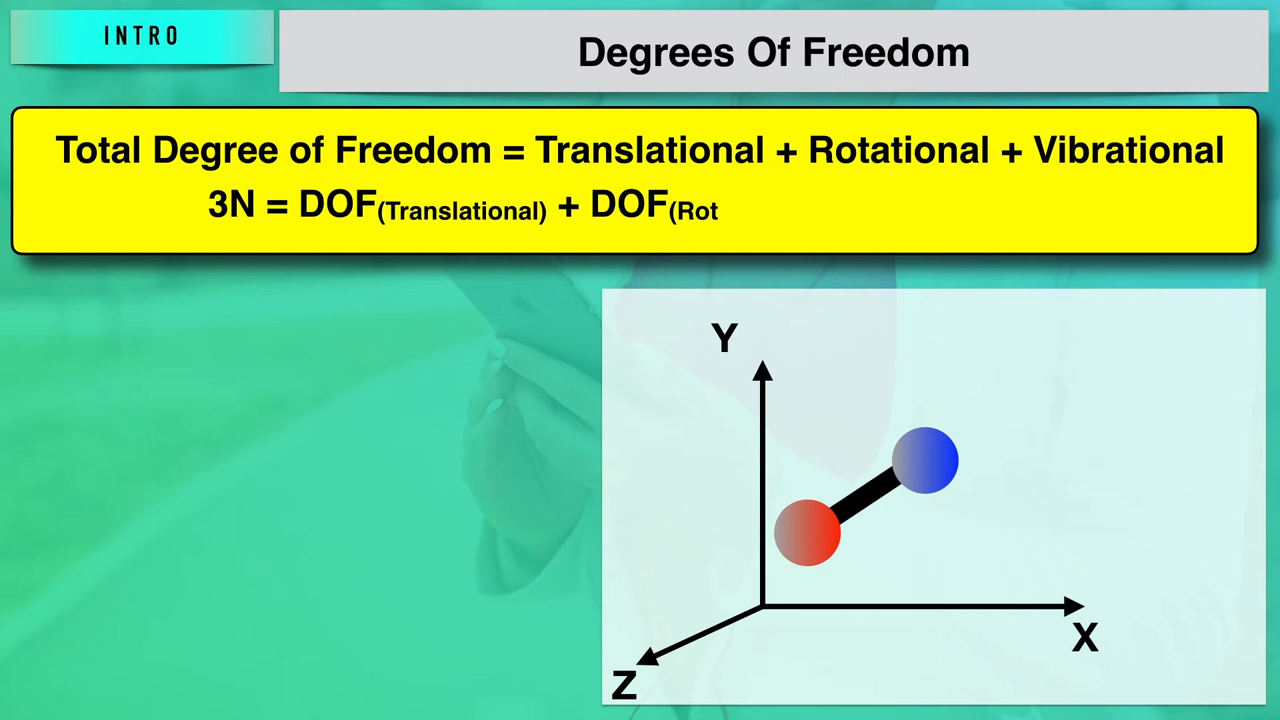 INTRO
Degrees Of Freedom
Total Degree of Freedom = Translational + Rotational + Vibrational
3N = DOF(Translational) + DOF(Rot
Y
X
Z